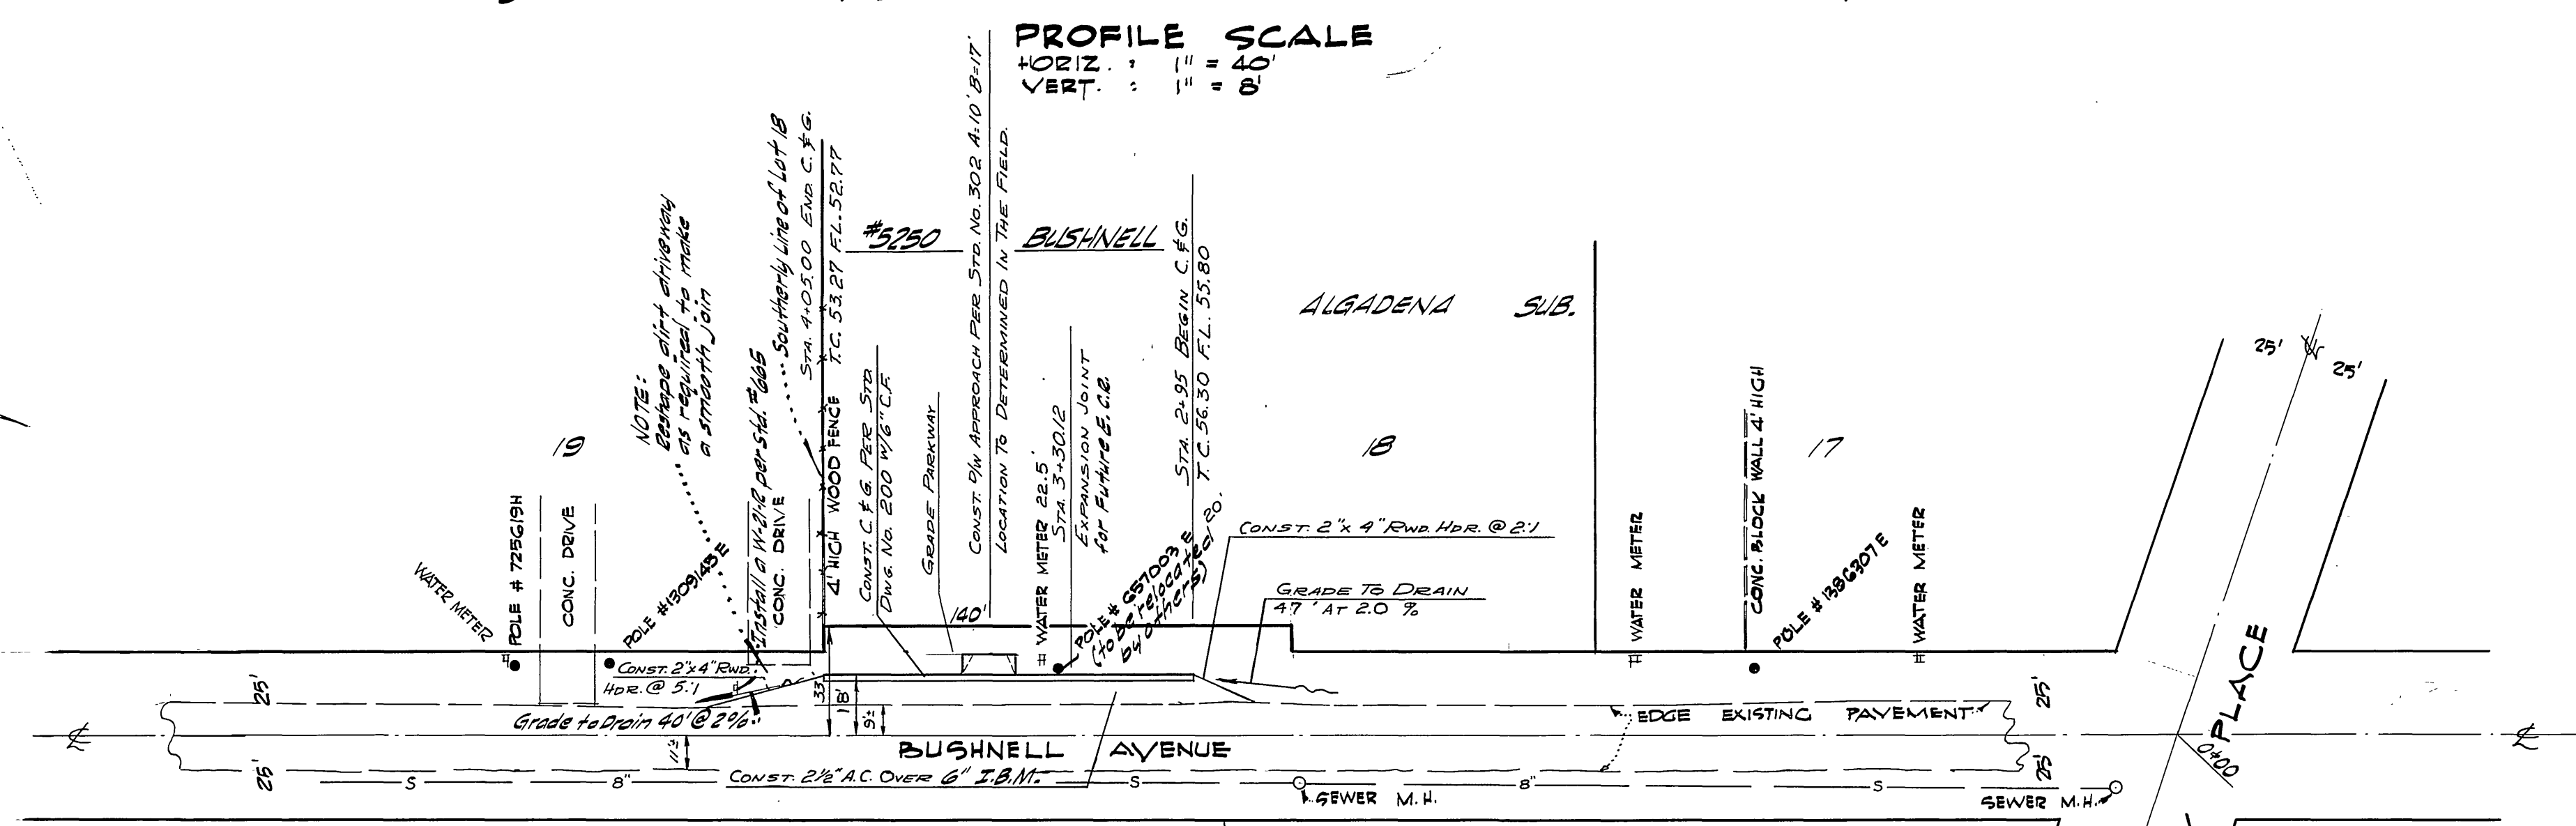 PROFILE SCALE
HORIZ. : 1" = 40'
VERT. : 1" = 8'
NOTE:
Reshape dirt driveway
as required to make
a smooth join
Install a W-21-R per std. #665
Southerly Line of Lot 18
STA. 4+05.00 END C. & G.
T.C. 53.27 F.L. 52.77
4' HIGH WOOD FENCE
#5250 BUSHNELL
CONST. C & G. PER STD.
DWG. No. 200 W/6" C.F.
GRADE PARKWAY
CONST. D/W APPROACH PER STD. No. 302 A=10' B=17'
LOCATION TO DETERMINED IN THE FIELD.
WATER METER 22.5'
STA. 3+30.12
EXPANSION JOINT
for Future E.C.R.
STA. 2+95 BEGIN C. & G.
T.C. 56.30 F.L. 55.80
POLE # 657003 E
(to be relocated
by others)
20'
ALGADENA SUB.
19
18
17
WATER METER
POLE # 725619H
CONC. DRIVE
POLE #1309143E
CONC. DRIVE
140'
CONST. 2"x 4" RWD. HDR. @ 2:1
GRADE TO DRAIN
47' AT 2.0 %
WATER METER
CONC. BLOCK WALL 4' HIGH
POLE # 1386307 E
WATER METER
25' ℄ 25'
PLACE
0+00
CONST. 2"x4" RWD.
HDR. @ 5:1
Grade to Drain 40' @ 2%
25'
25'
33'
18'
9'±
11'±
EDGE EXISTING PAVEMENT
25'
25'
℄
BUSHNELL AVENUE
℄
CONST. 2½" A.C. OVER 6" I.B.M.
S 8" S 8" S
SEWER M.H.
SEWER M.H.